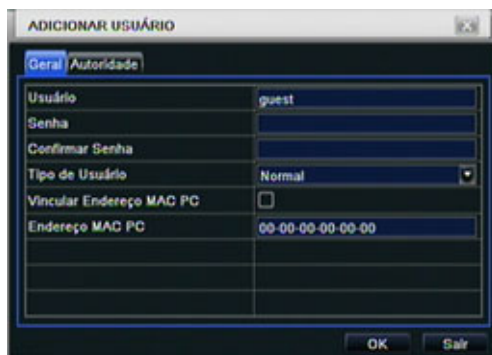 ADICIONAR USUÁRIO
Geral Autoridade
Usuário guest
Senha
Confirmar Senha
Tipo de Usuário Normal
Vincular Endereço MAC PC
Endereço MAC PC 00-00-00-00-00-00
OK Sair